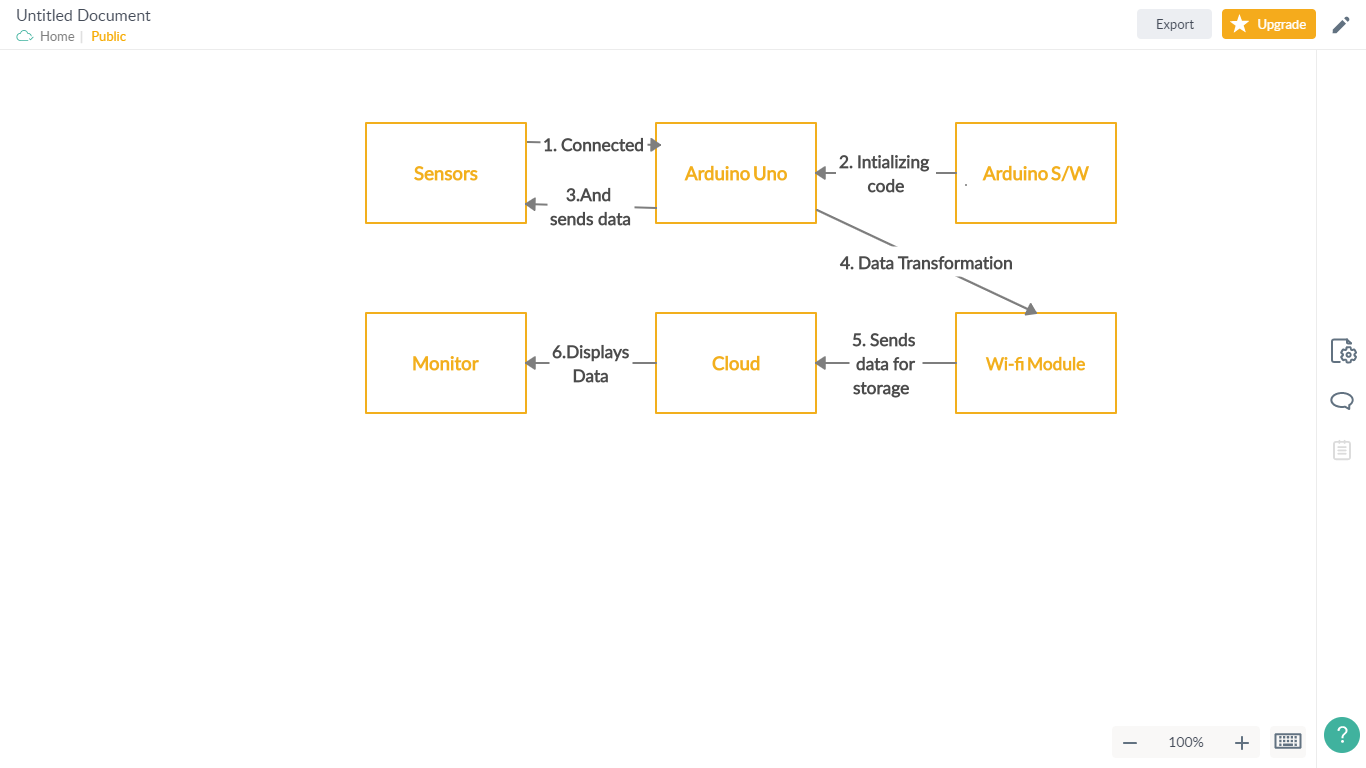 Untitled Document
Home | Public
Export
Upgrade
Sensors
1. Connected
Arduino Uno
2. Intializing
code
Arduino S/W
3.And
sends data
4. Data Transformation
Monitor
6.Displays
Data
Cloud
5. Sends
data for
storage
Wi-fi Module
100%
?